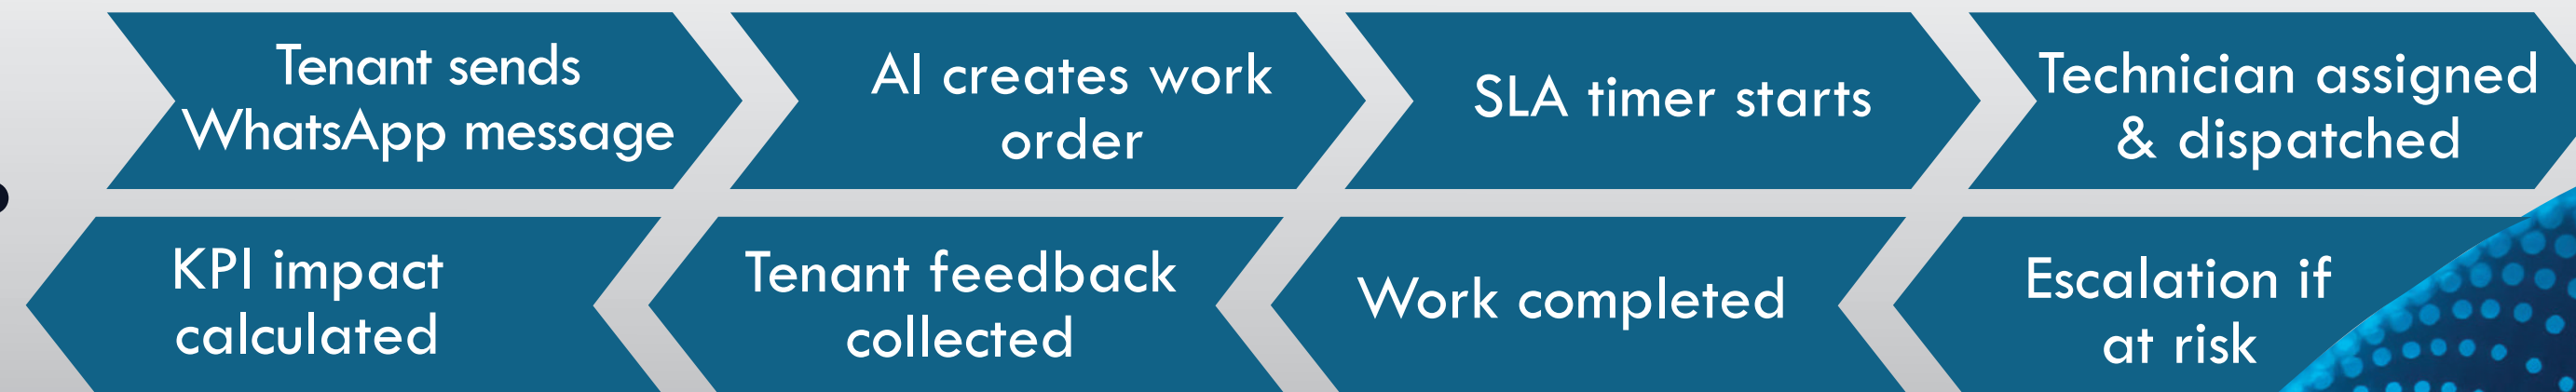 Tenant sends
WhatsApp message
AI creates work
order
SLA timer starts
Technician assigned
& dispatched
Escalation if
at risk
Work completed
Tenant feedback
collected
KPI impact
calculated